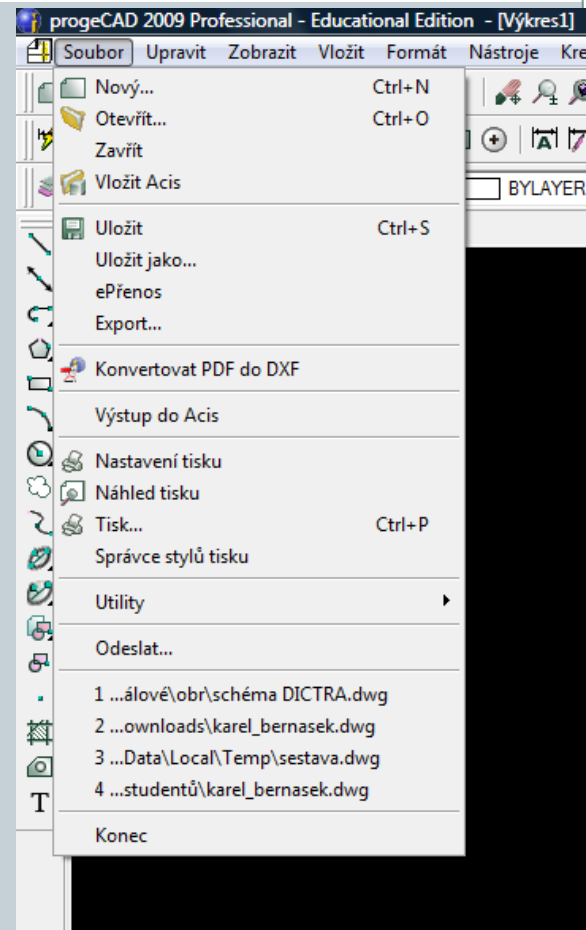 progeCAD 2009 Professional - Educational Edition - [Výkres1]
Soubor Upravit Zobrazit Vložit Formát Nástroje Kre
Nový... Ctrl+N
Otevřít... Ctrl+O
Zavřít
Vložit Acis
BYLAYER
Uložit Ctrl+S
Uložit jako...
ePřenos
Export...
Konvertovat PDF do DXF
Výstup do Acis
Nastavení tisku
Náhled tisku
Tisk... Ctrl+P
Správce stylů tisku
Utility
Odeslat...
1 ...álové\obr\schéma DICTRA.dwg
2 ...ownloads\karel_bernasek.dwg
3 ...Data\Local\Temp\sestava.dwg
4 ...studentů\karel_bernasek.dwg
Konec